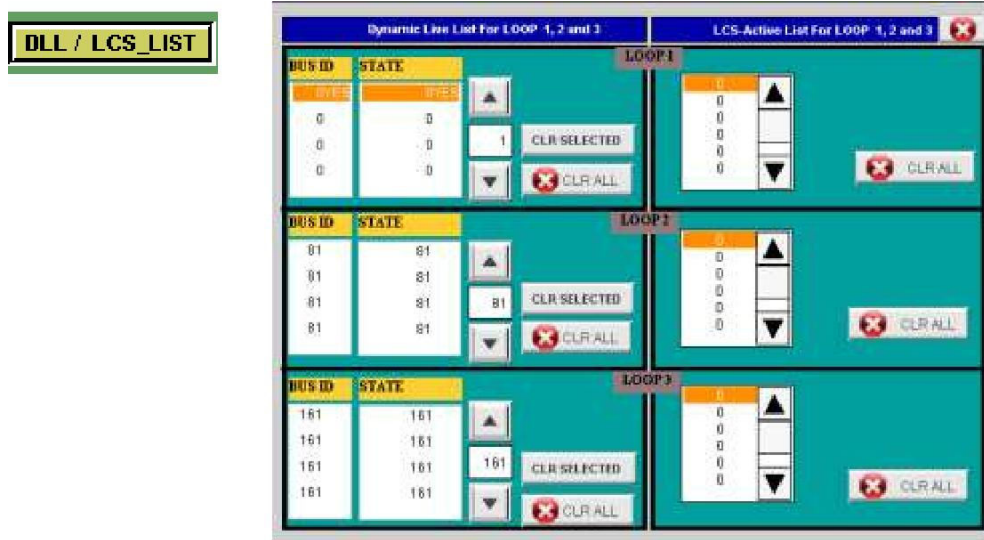 DLL / LCS_LIST
Dynamic Live List For LOOP 1, 2 and 3
LCS-Active List For LOOP 1, 2 and 3
LOOP 1
BUS ID STATE
0
0 0 0
0 0 0
0 0 1 CLR SELECTED 0
0 0 0
CLR ALL 0 CLR ALL
LOOP 2
BUS ID STATE
81 81 0
81 81 0
81 81 81 CLR SELECTED 0
81 81 0
0
CLR ALL 0 CLR ALL
LOOP 3
BUS ID STATE
161 161 0
161 161 0
161 161 161 CLR SELECTED 0
161 161 0
0
CLR ALL 0 CLR ALL